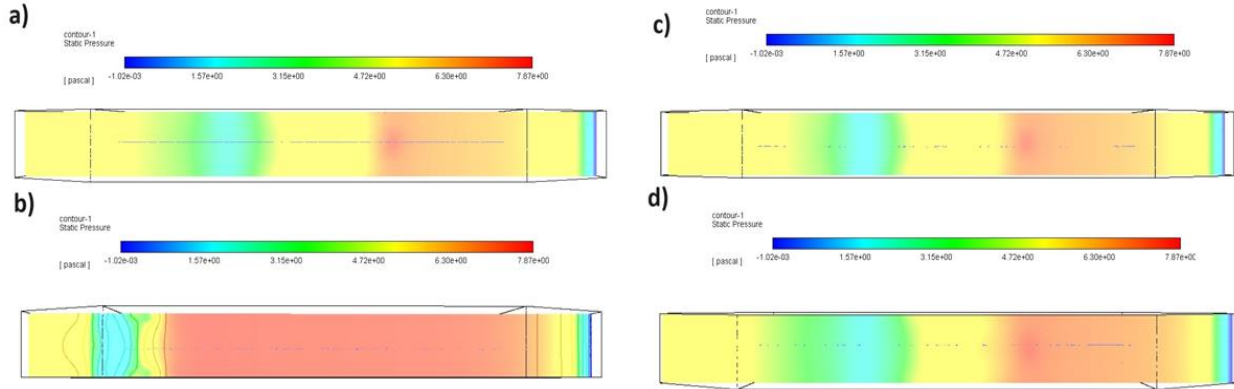 a)
contour-1
Static Pressure
[ pascal ]
-1.02e-03 1.57e+00 3.15e+00 4.72e+00 6.30e+00 7.87e+00
b)
contour-1
Static Pressure
[ pascal ]
-1.02e-03 1.57e+00 3.15e+00 4.72e+00 6.30e+00 7.87e+00
c)
contour-1
Static Pressure
[ pascal ]
-1.02e-03 1.57e+00 3.15e+00 4.72e+00 6.30e+00 7.87e+00
d)
contour-1
Static Pressure
[ pascal ]
-1.02e-03 1.57e+00 3.15e+00 4.72e+00 6.30e+00 7.87e+0(